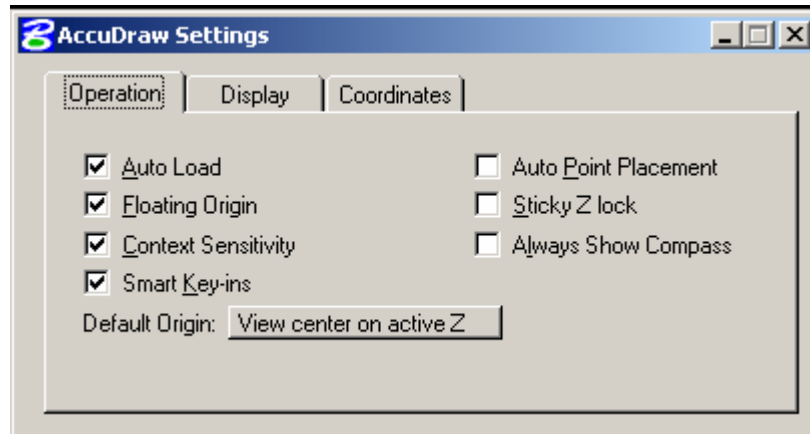 AccuDraw Settings
Operation Display Coordinates
Auto Load Auto Point Placement
Floating Origin Sticky Z lock
Context Sensitivity Always Show Compass
Smart Key-ins
Default Origin: View center on active Z